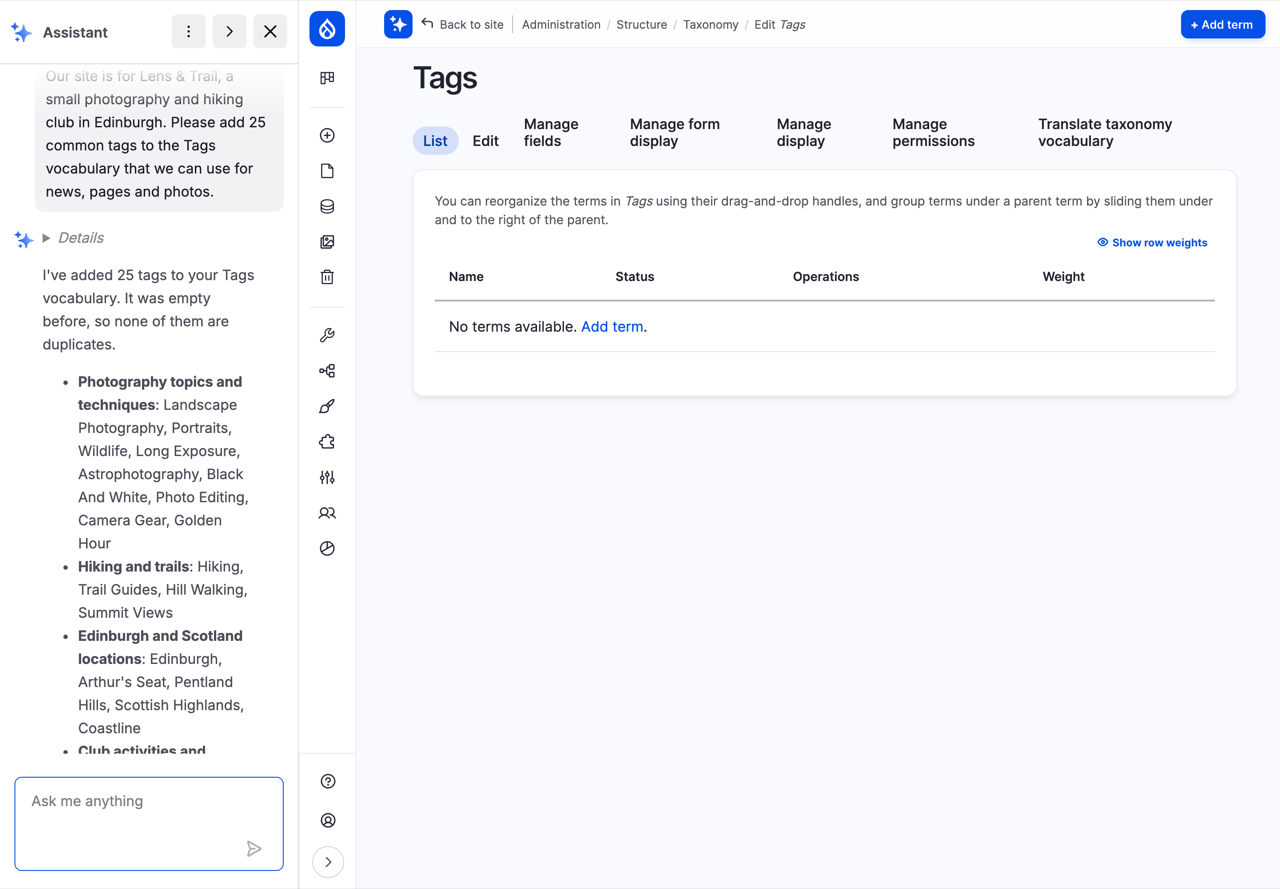 Assistant
Our site is for Lens & Trail, a
small photography and hiking
club in Edinburgh. Please add 25
common tags to the Tags
vocabulary that we can use for
news, pages and photos.
Details
I've added 25 tags to your Tags
vocabulary. It was empty
before, so none of them are
duplicates.
• Photography topics and
techniques: Landscape
Photography, Portraits,
Wildlife, Long Exposure,
Astrophotography, Black
And White, Photo Editing,
Camera Gear, Golden
Hour
• Hiking and trails: Hiking,
Trail Guides, Hill Walking,
Summit Views
• Edinburgh and Scotland
locations: Edinburgh,
Arthur's Seat, Pentland
Hills, Scottish Highlands,
Coastline
• Club activities and
Ask me anything
Back to site Administration / Structure / Taxonomy / Edit Tags
+ Add term
Tags
List
Edit
Manage
fields
Manage form
display
Manage
display
Manage
permissions
Translate taxonomy
vocabulary
You can reorganize the terms in Tags using their drag-and-drop handles, and group terms under a parent term by sliding them under
and to the right of the parent.
Show row weights
Name Status Operations Weight
No terms available. Add term.